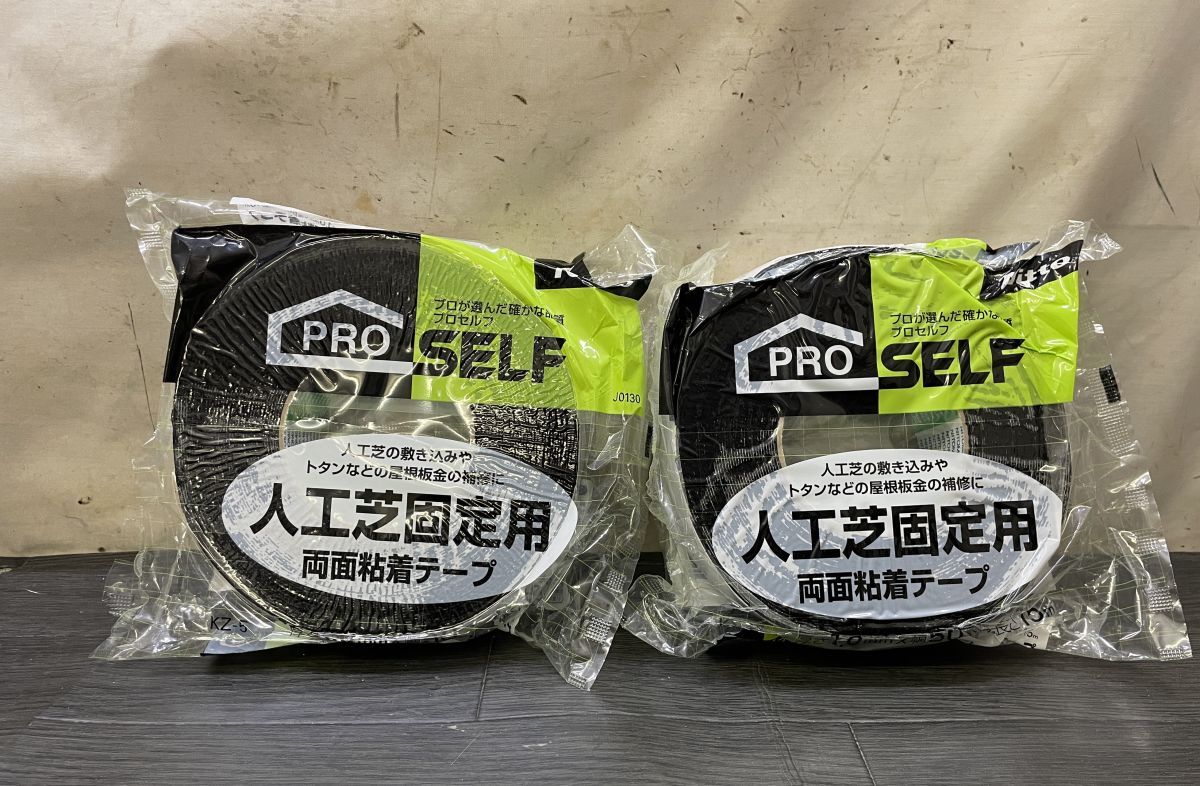 PRO
プロが選んだ確かな品質
プロセルフ
SELF
J0130
人工芝の敷き込みや
トタンなどの屋根板金の補修に
人工芝固定用
両面粘着テープ
KZ-5
Nitto
プロが選んだ確かな品質
プロセルフ
PRO
SELF
人工芝の敷き込みや
トタンなどの屋根板金の補修に
人工芝固定用
両面粘着テープ